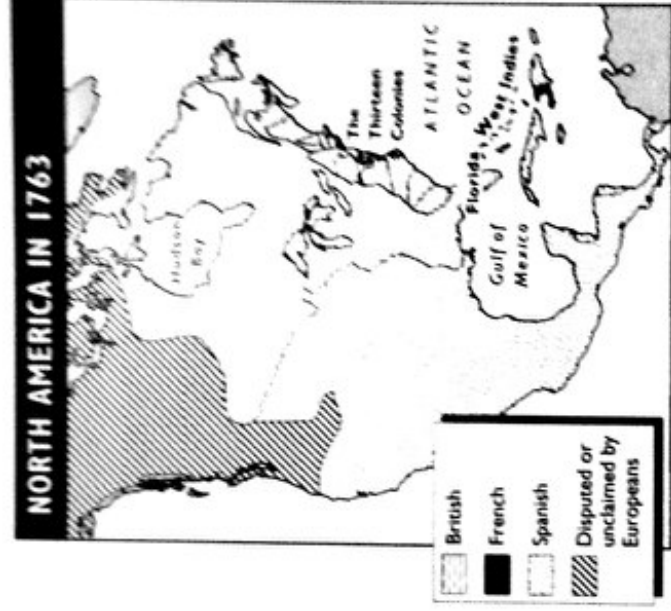 NORTH AMERICA IN 1763
Hudson
Bay
The
Thirteen
Colonies
ATLANTIC
OCEAN
Florida
West Indies
Gulf of
Mexico
British
French
Spanish
Disputed or
unclaimed by
Europeans